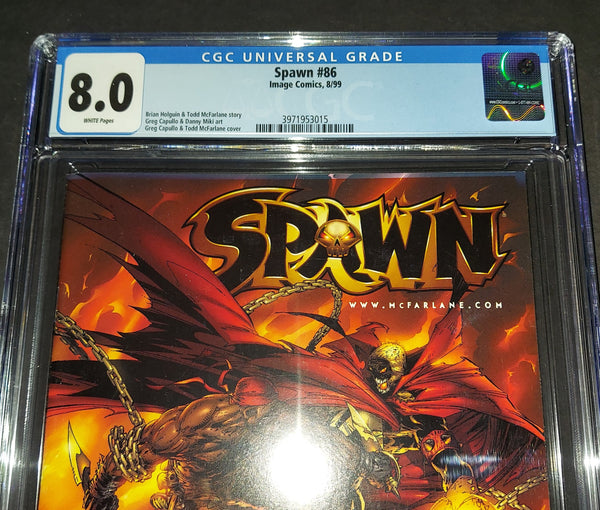 CGC UNIVERSAL GRADE
8.0
WHITE Pages
Spawn #86
Image Comics, 8/99
Brian Holguin & Todd McFarlane story
Greg Capullo & Danny Miki art
Greg Capullo & Todd McFarlane cover
3971953015
SPAWN
WWW.MCFARLANE.COM